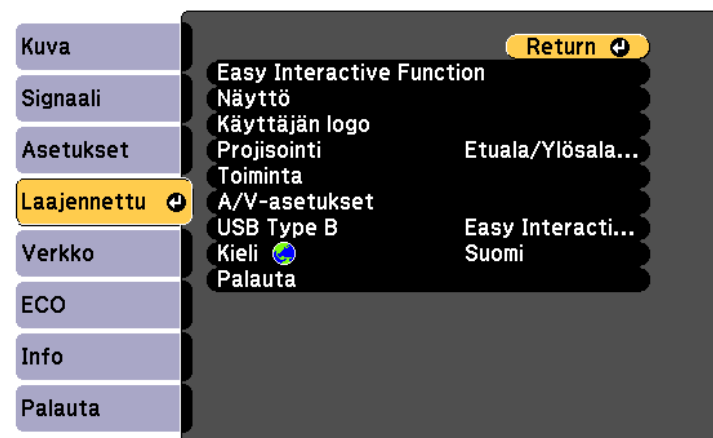 Kuva
Signaali
Asetukset
Laajennettu
Verkko
ECO
Info
Palauta
Return
Easy Interactive Function
Näyttö
Käyttäjän logo
Projisointi Etuala/Ylösala...
Toiminta
A/V-asetukset
USB Type B Easy Interacti...
Kieli Suomi
Palauta